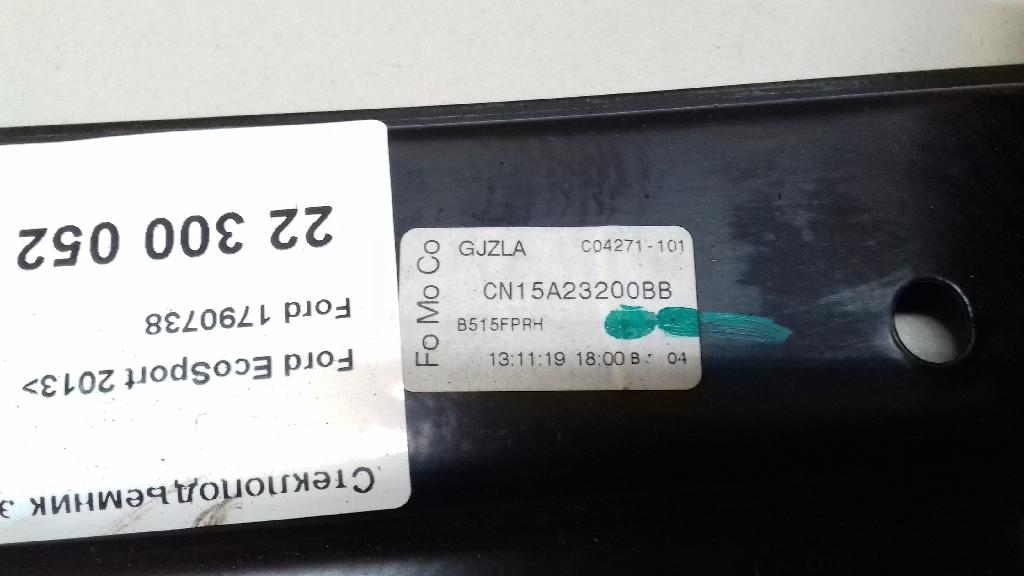 22 300 052
Ford 1790738
Ford EcoSport 2013>
Стеклоподъемник
Fo Mo Co
GJZLA C04271-101
CN15A23200BB
B515FPRH
13:11:19 18:00 B 04